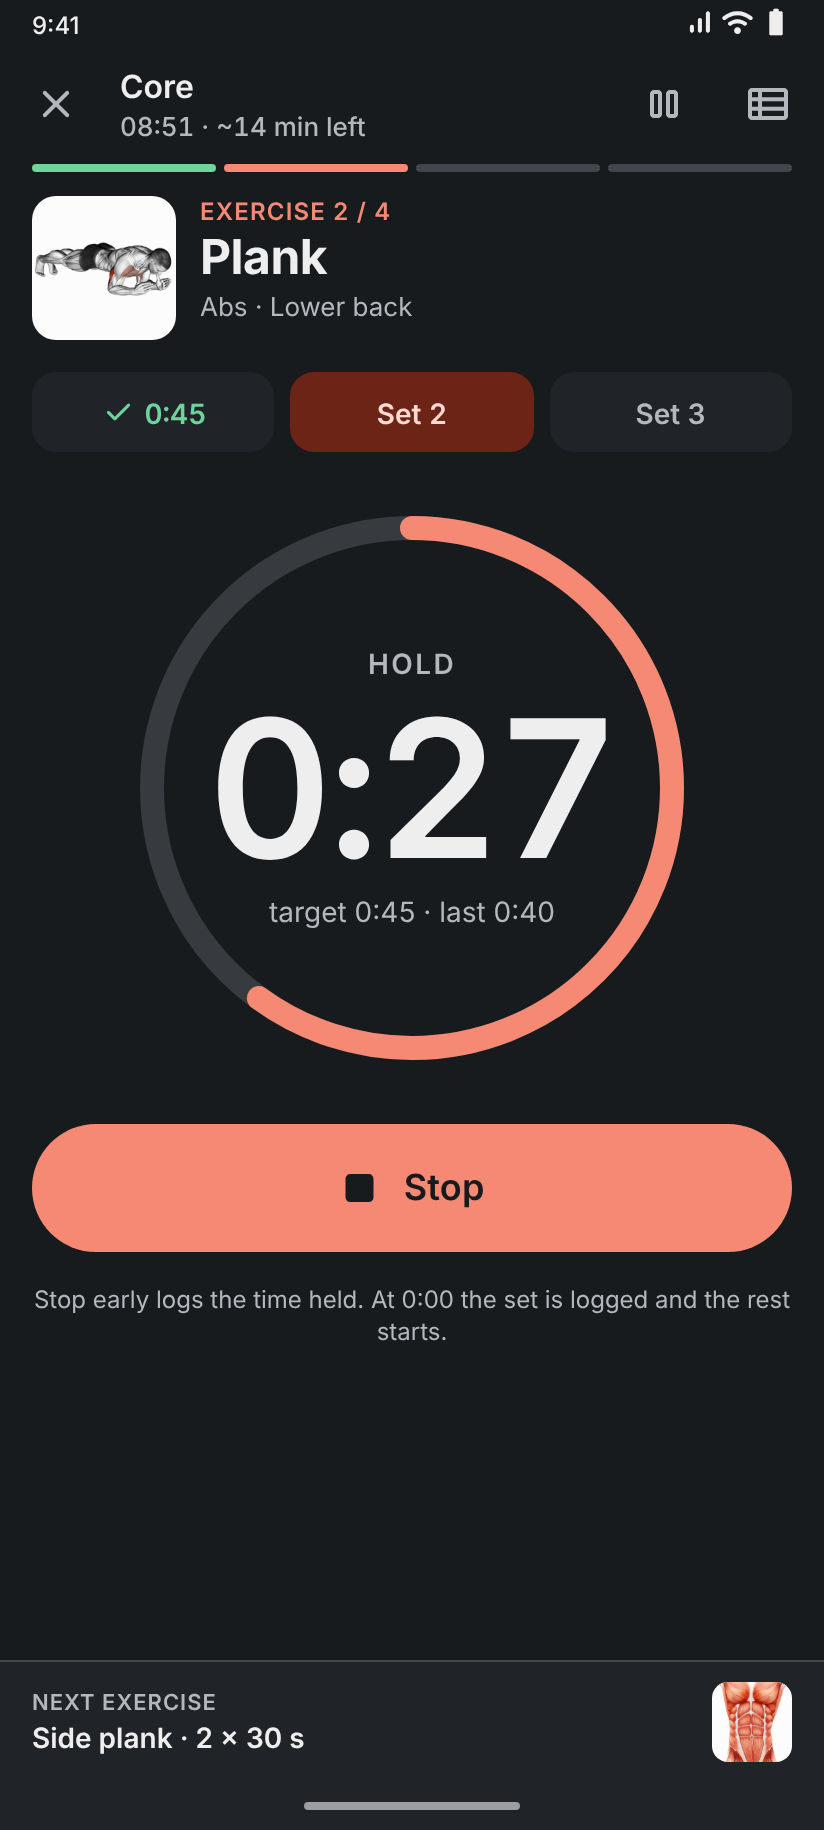 9:41
Core
08:51 · ~14 min left
EXERCISE 2 / 4
Plank
Abs · Lower back
0:45
Set 2
Set 3
HOLD
0:27
target 0:45 · last 0:40
Stop
Stop early logs the time held. At 0:00 the set is logged and the rest
starts.
NEXT EXERCISE
Side plank · 2 × 30 s